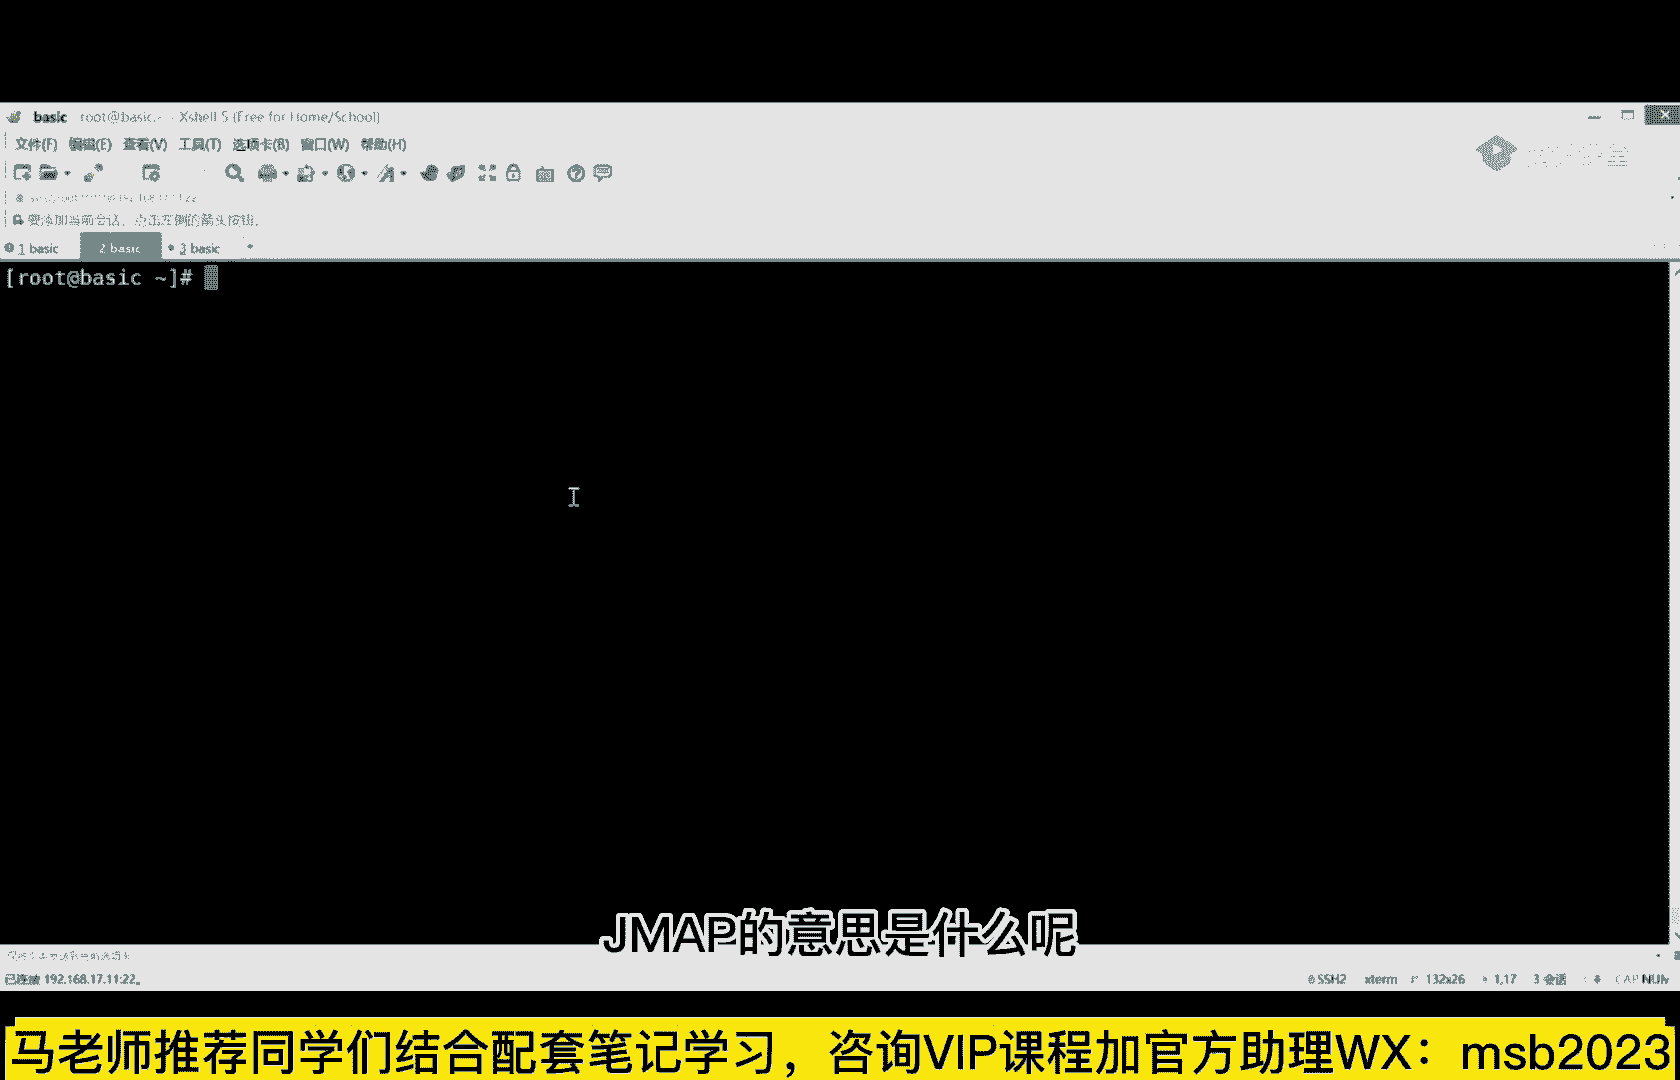 basic root@basic:~ - Xshell 5 (Free for Home/School)
文件(F) 编辑(E) 查看(V) 工具(T) 选项卡(B) 窗口(W) 帮助(H)
要添加当前会话，点击左侧的箭头按钮。
1 basic 2 basic 3 basic
[root@basic ~]#
JMAP的意思是什么呢
已连接 192.168.17.11:22。 SSH2 xterm 132x26 1,17 3 会话 CAP NUM
马老师推荐同学们结合配套笔记学习，咨询VIP课程加官方助理WX：msb2023